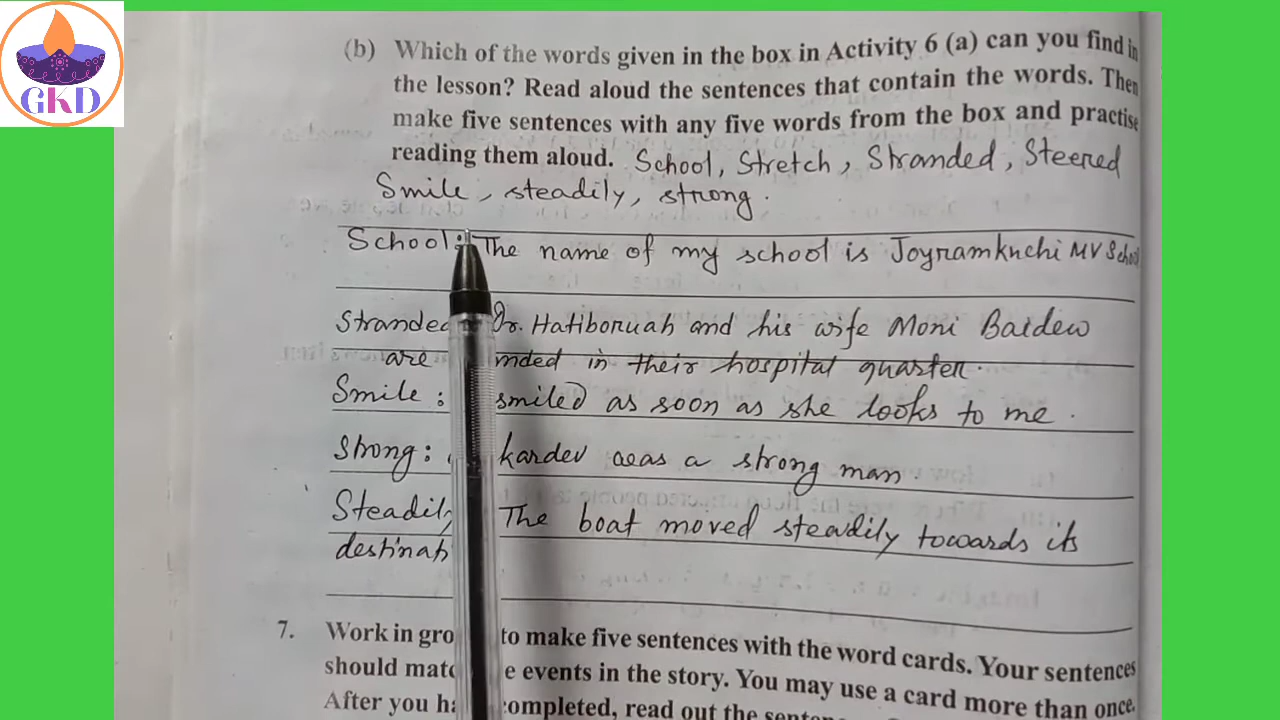 GKD
(b) Which of the words given in the box in Activity 6 (a) can you find in
the lesson? Read aloud the sentences that contain the words. Then
make five sentences with any five words from the box and practise
reading them aloud. School, Stretch, Stranded, Steered
Smile, steadily, strong.
School: The name of my school is Joyramkuchi MV School
Stranded Dr. Hatiboruah and his wife Moni Baidew
are nded in their hospital quarter.
Smile: smiled as soon as she looks to me.
Strong: kardev was a strong man.
Steadily The boat moved steadily towards its
destinat
7. Work in gro to make five sentences with the word cards. Your sentences
should matc e events in the story. You may use a card more than once.
After you ha completed, read out the